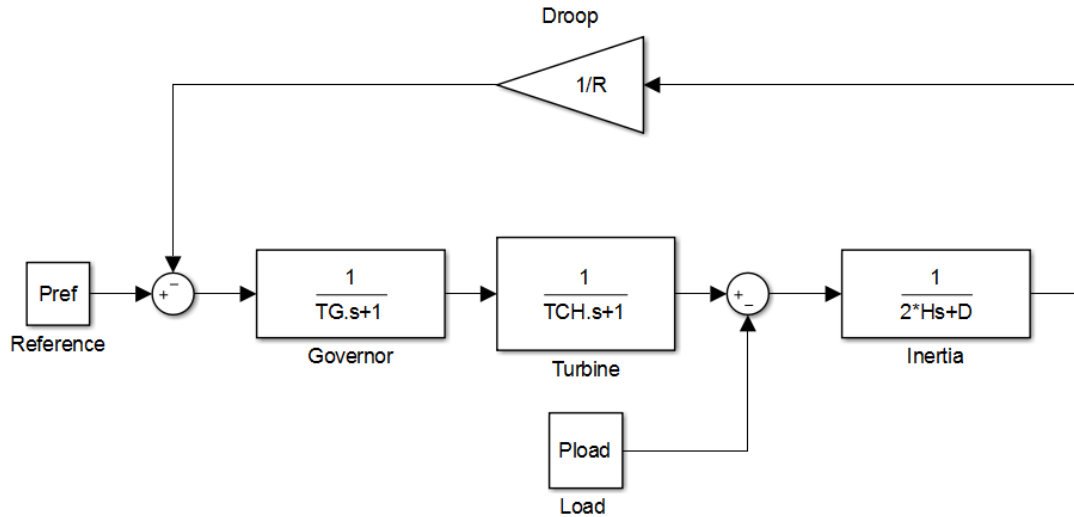 Droop
1/R
Pref
Reference
+
−
1
TG.s+1
Governor
1
TCH.s+1
Turbine
+
−
1
2*Hs+D
Inertia
Pload
Load